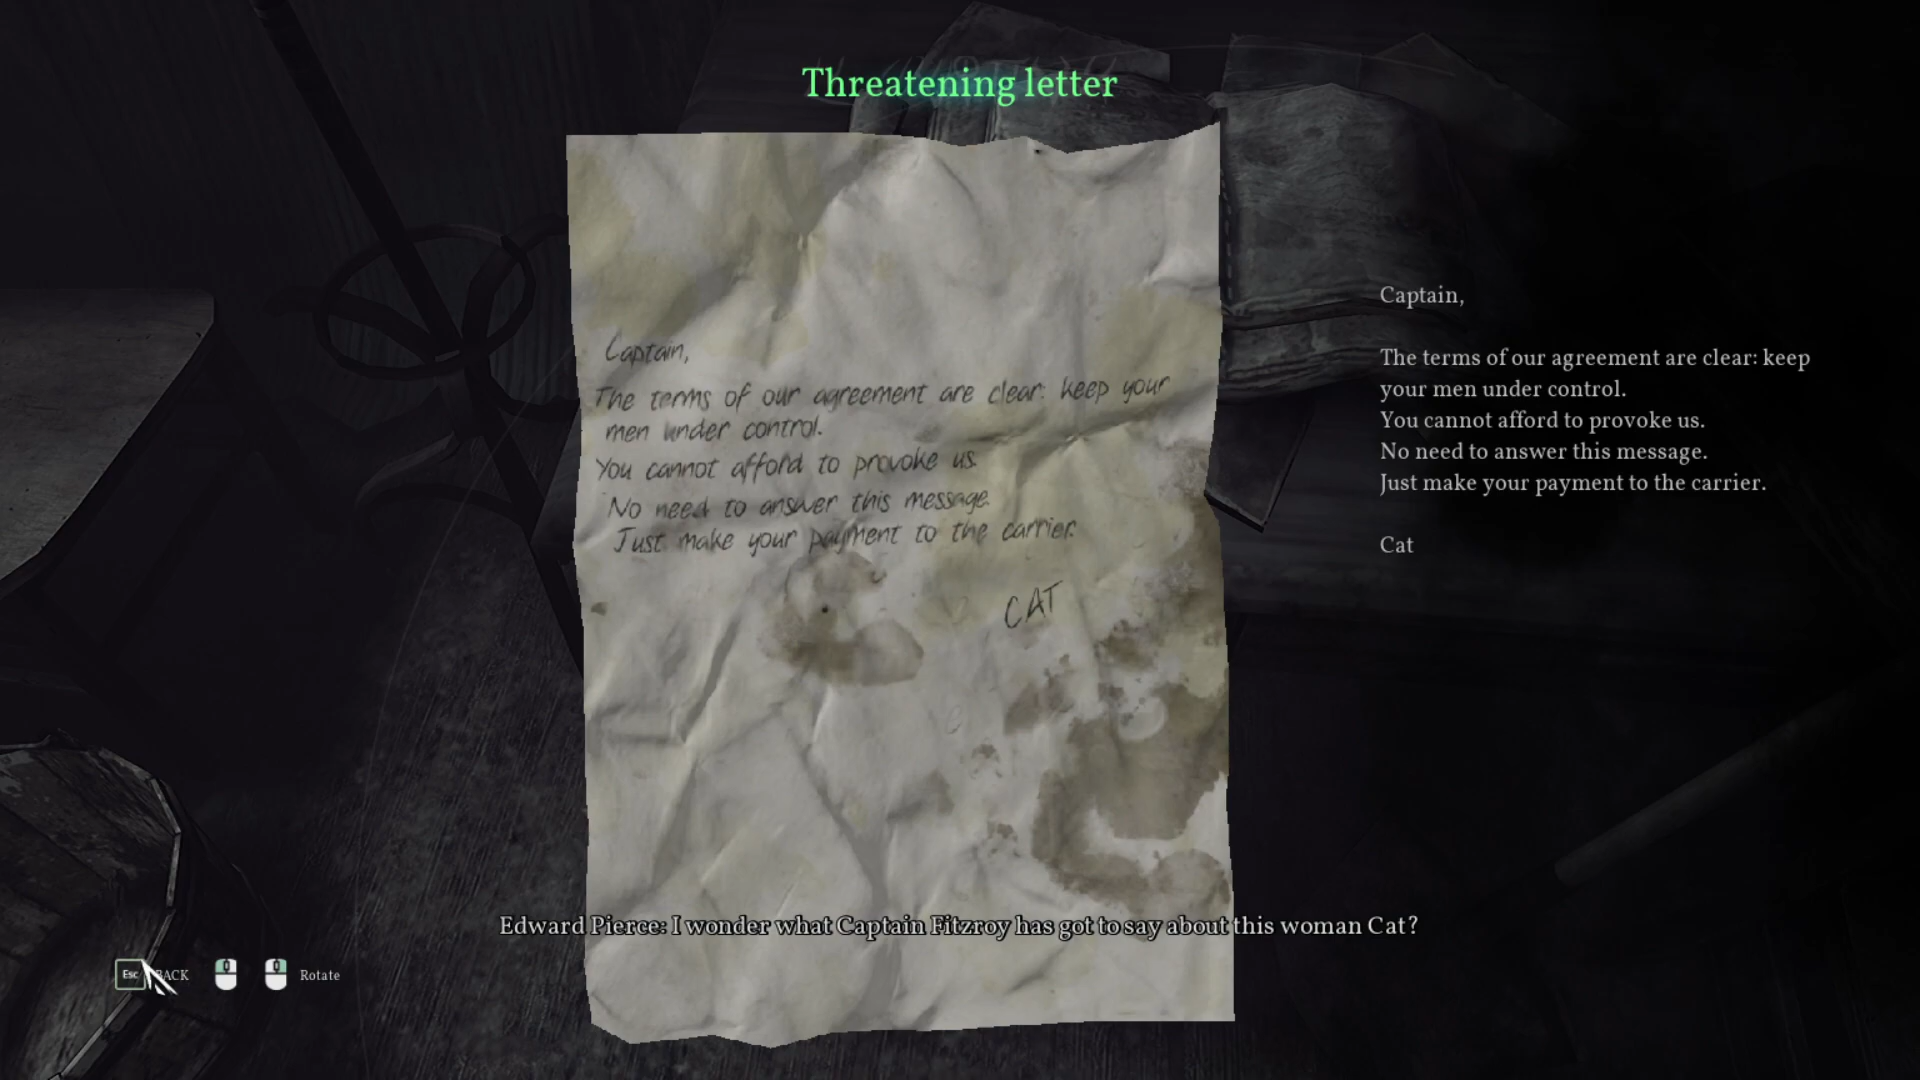 Threatening letter
Captain,
The terms of our agreement are clear: keep your
men under control.
You cannot afford to provoke us.
No need to answer this message.
Just make your payment to the carrier.
CAT
Captain,
The terms of our agreement are clear: keep
your men under control.
You cannot afford to provoke us.
No need to answer this message.
Just make your payment to the carrier.
Cat
Edward Pierce: I wonder what Captain Fitzroy has got to say about this woman Cat?
Esc BACK Rotate